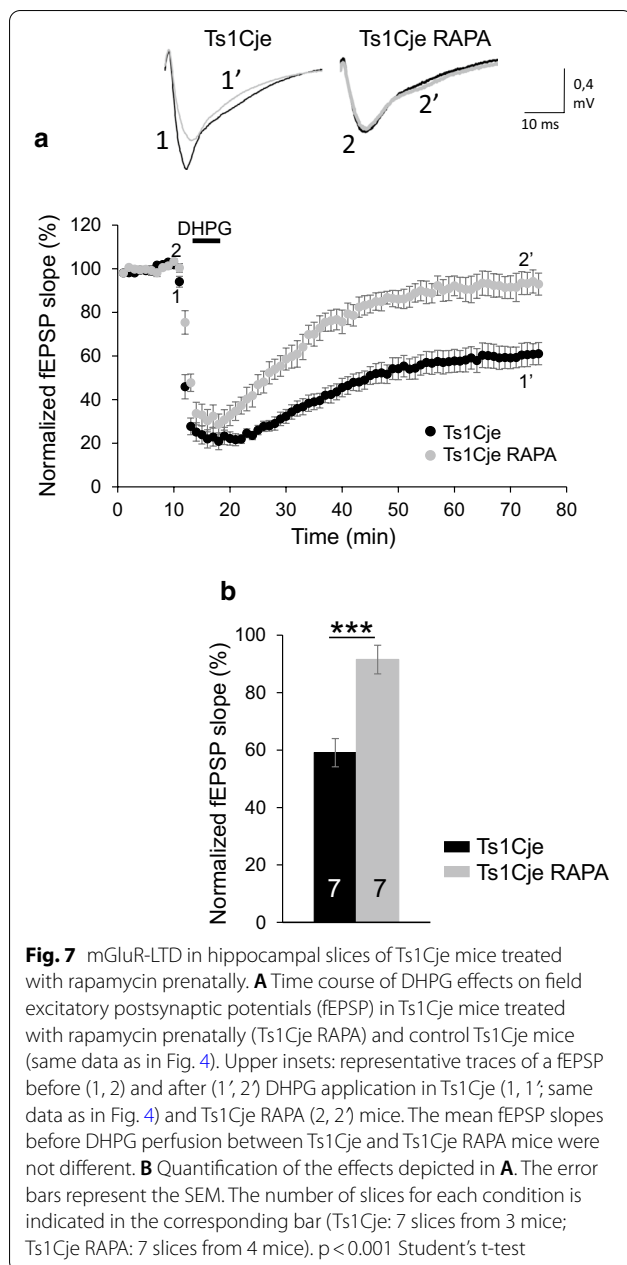 Ts1Cje Ts1Cje RAPA
1'
1
2'
2
0,4
mV
10 ms
a
120
100
80
60
40
20
0
Normalized fEPSP slope (%)
DHPG
2
1
2'
1'
Ts1Cje
Ts1Cje RAPA
0 10 20 30 40 50 60 70 80
Time (min)
b
100
80
60
40
20
0
Normalized fEPSP slope (%)
***
7 7
Ts1Cje
Ts1Cje RAPA
Fig. 7 mGluR-LTD in hippocampal slices of Ts1Cje mice treated
with rapamycin prenatally. A Time course of DHPG effects on field
excitatory postsynaptic potentials (fEPSP) in Ts1Cje mice treated
with rapamycin prenatally (Ts1Cje RAPA) and control Ts1Cje mice
(same data as in Fig. 4). Upper insets: representative traces of a fEPSP
before (1, 2) and after (1′, 2′) DHPG application in Ts1Cje (1, 1′; same
data as in Fig. 4) and Ts1Cje RAPA (2, 2′) mice. The mean fEPSP slopes
before DHPG perfusion between Ts1Cje and Ts1Cje RAPA mice were
not different. B Quantification of the effects depicted in A. The error
bars represent the SEM. The number of slices for each condition is
indicated in the corresponding bar (Ts1Cje: 7 slices from 3 mice;
Ts1Cje RAPA: 7 slices from 4 mice). p < 0.001 Student's t-test